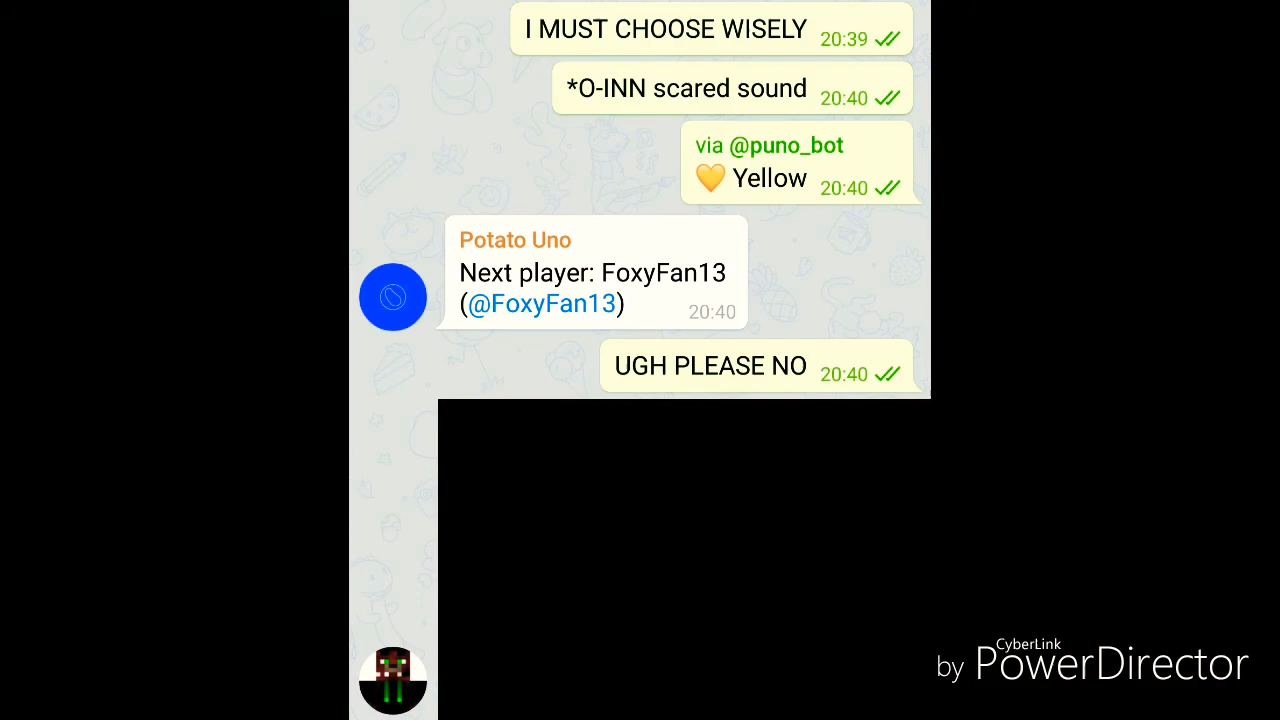 I MUST CHOOSE WISELY 20:39
*O-INN scared sound 20:40
via @puno_bot
💛 Yellow 20:40
Potato Uno
Next player: FoxyFan13
(@FoxyFan13) 20:40
UGH PLEASE NO 20:40
CyberLink
by PowerDirector